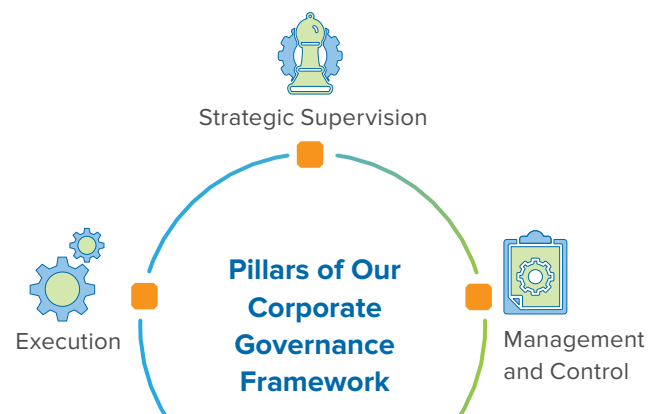 Strategic Supervision
Pillars of Our
Corporate
Governance
Framework
Execution
Management
and Control